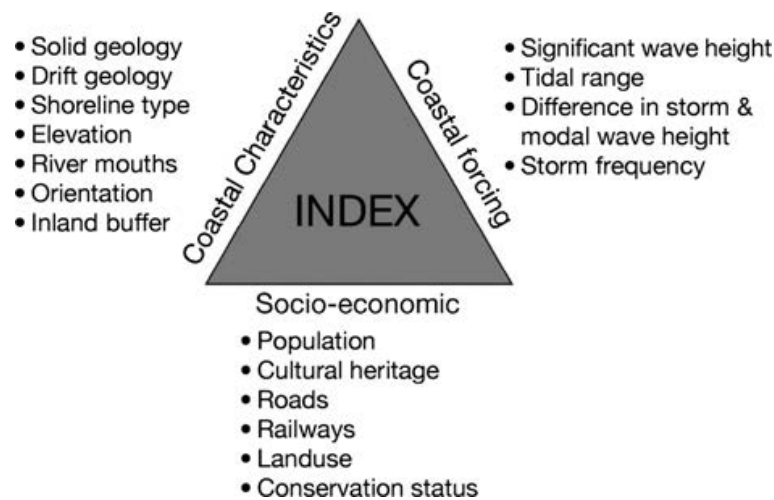 • Solid geology
• Drift geology
• Shoreline type
• Elevation
• River mouths
• Orientation
• Inland buffer
Coastal Characteristics
Coastal forcing
• Significant wave height
• Tidal range
• Difference in storm &
modal wave height
• Storm frequency
INDEX
Socio-economic
• Population
• Cultural heritage
• Roads
• Railways
• Landuse
• Conservation status